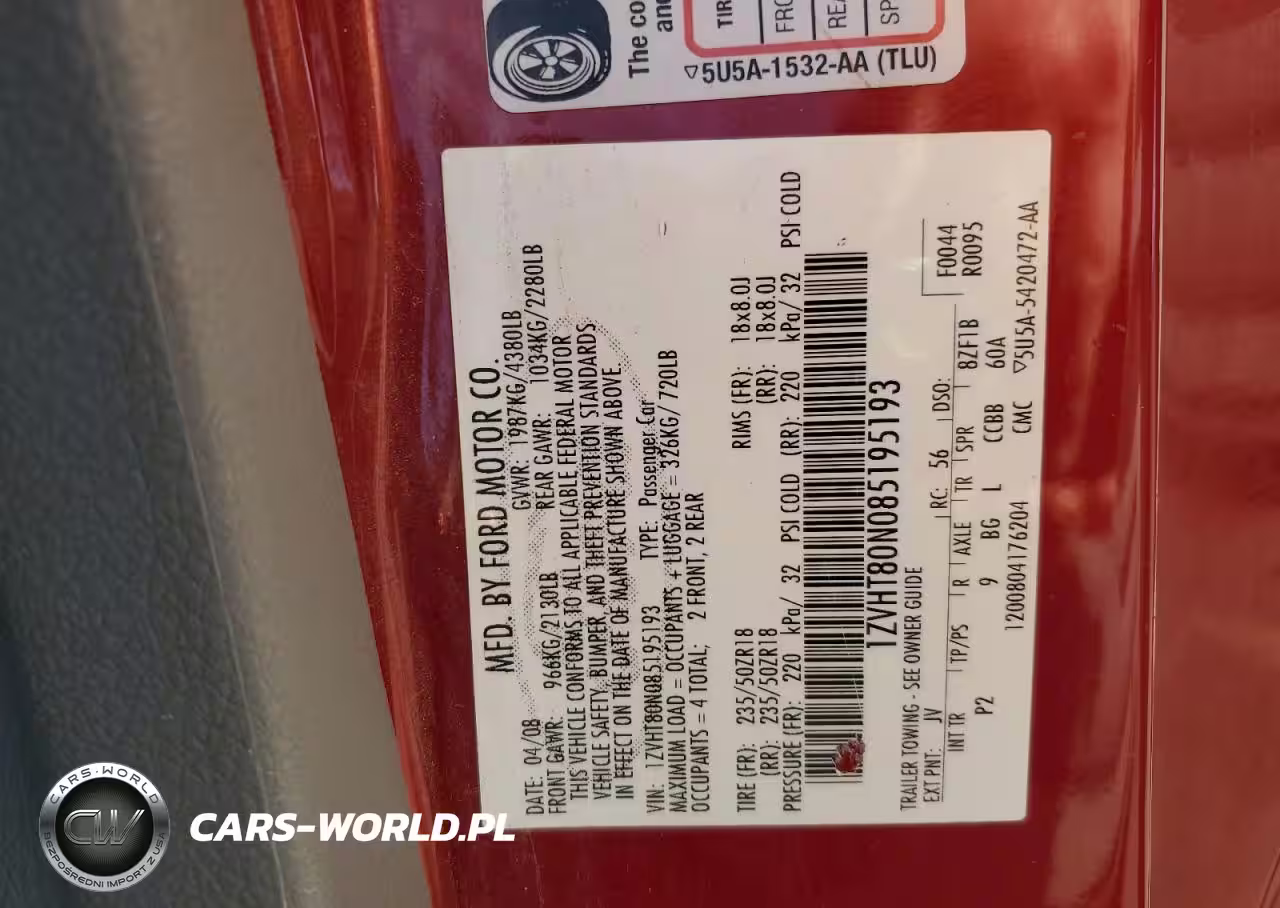 The co
and
TIR
FRO
REA
SP
▽5U5A-1532-AA (TLU)
MFD. BY FORD MOTOR CO.
DATE: 04/08 GVWR: 1987KG/4380LB
FRONT GAWR: 966KG/2130LB REAR GAWR: 1034KG/2280LB
THIS VEHICLE CONFORMS TO ALL APPLICABLE FEDERAL MOTOR
VEHICLE SAFETY, BUMPER, AND THEFT PREVENTION STANDARDS
IN EFFECT ON THE DATE OF MANUFACTURE SHOWN ABOVE.
VIN: 1ZVHT80N085195193 TYPE: Passenger Car
MAXIMUM LOAD = OCCUPANTS + LUGGAGE = 326KG/720LB
OCCUPANTS = 4 TOTAL; 2 FRONT, 2 REAR
TIRE (FR): 235/50ZR18 RIMS (FR): 18x8.0J
(RR): 235/50ZR18 (RR): 18x8.0J
PRESSURE (FR): 220 kPa/ 32 PSI COLD (RR): 220 kPa/ 32 PSI COLD
1ZVHT80N085195193
TRAILER TOWING - SEE OWNER GUIDE
EXT PNT: JV RC: 56 DSO: F0044
R0095
INT TR TP/PS R AXLE TR SPR 8ZF1B
P2 9 BG L CCBB 60A
1200804176204 CMC ▽5U5A-5420472-AA
CARS-WORLD
CW
BEZPOŚREDNI IMPORT Z USA
CARS-WORLD.PL